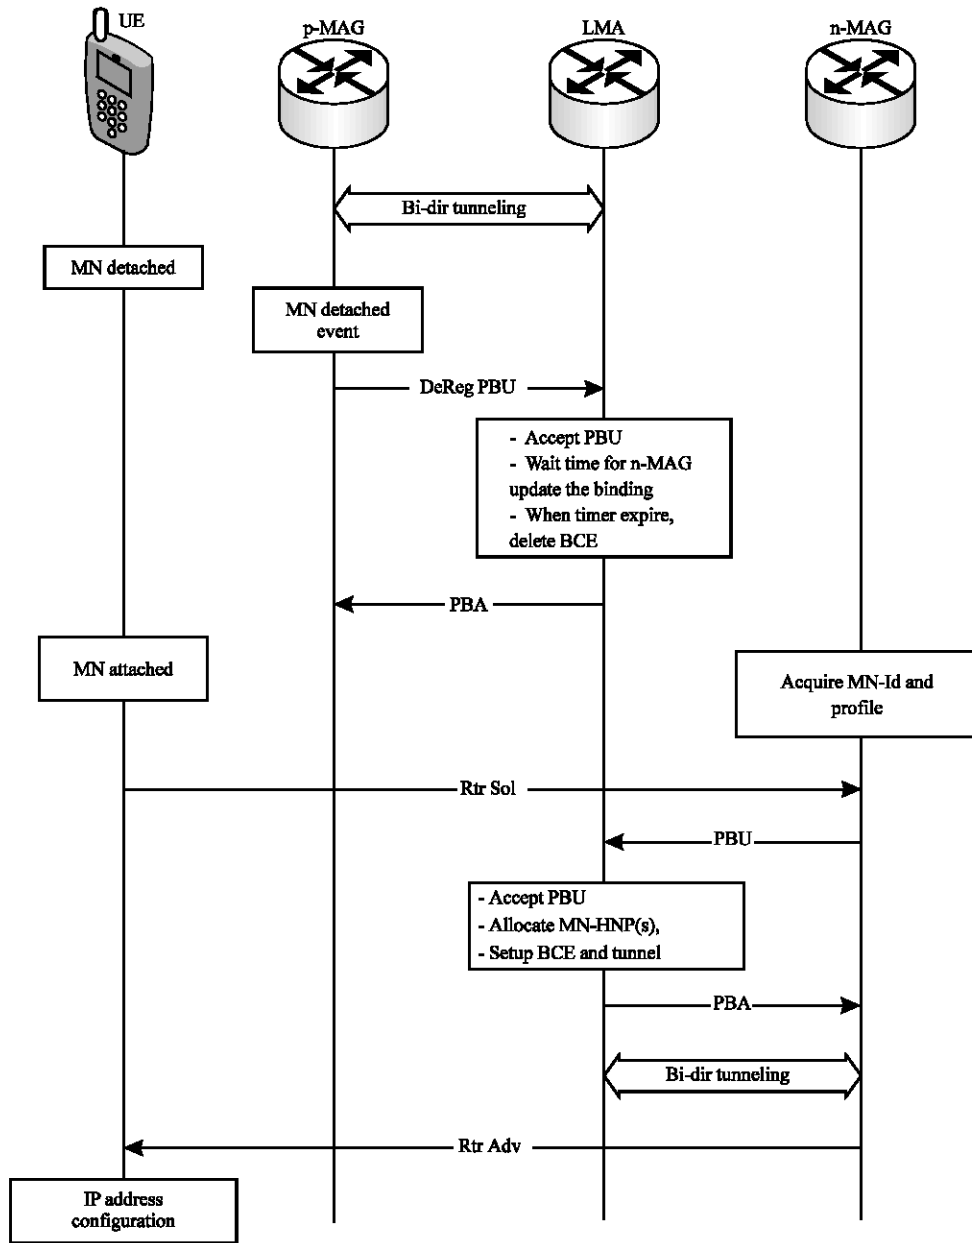 UE
p-MAG
LMA
n-MAG
Bi-dir tunneling
MN detached
MN detached
event
DeReg PBU
- Accept PBU
- Wait time for n-MAG
update the binding
- When timer expire,
delete BCE
PBA
MN attached
Acquire MN-Id and
profile
Rtr Sol
PBU
- Accept PBU
- Allocate MN-HNP(s),
- Setup BCE and tunnel
PBA
Bi-dir tunneling
Rtr Adv
IP address
configuration